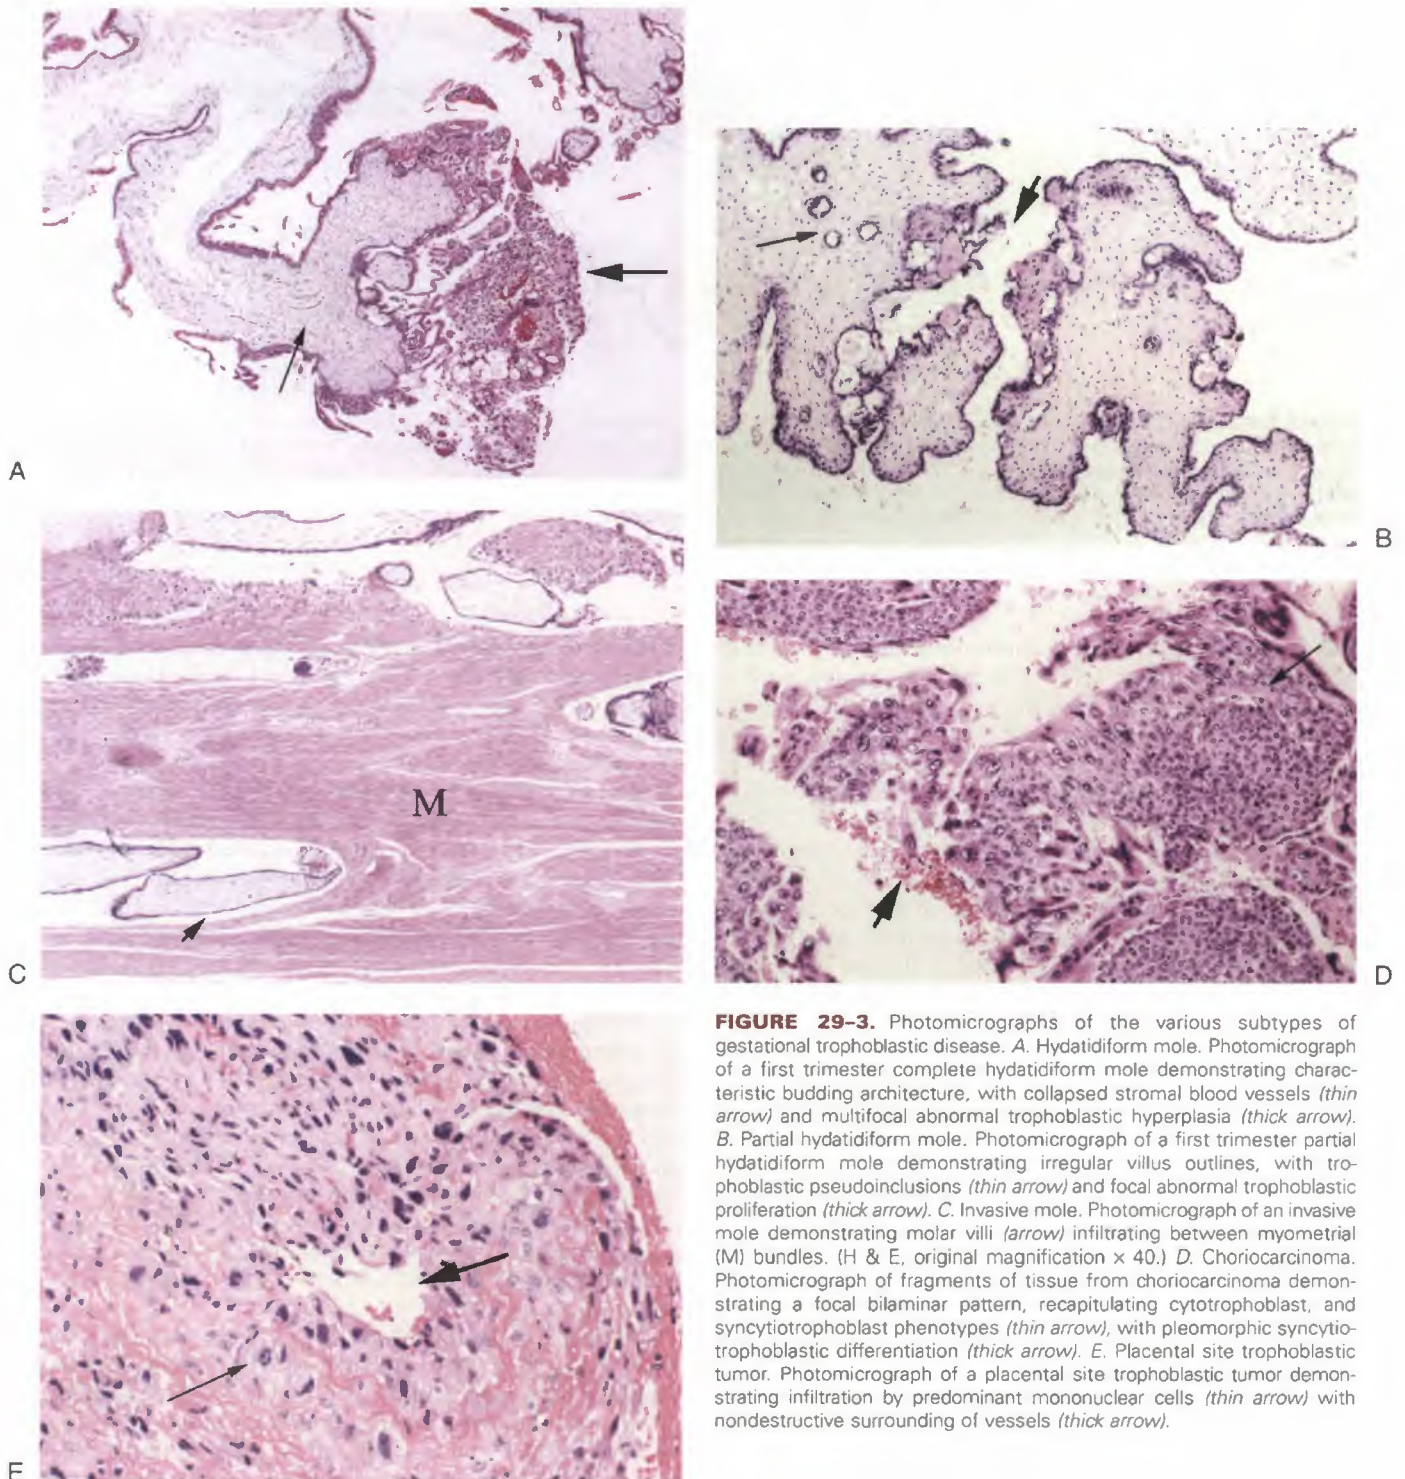 A
B
C
M
D
E
FIGURE 29–3. Photomicrographs of the various subtypes of
gestational trophoblastic disease. A. Hydatidiform mole. Photomicrograph
of a first trimester complete hydatidiform mole demonstrating charac-
teristic budding architecture, with collapsed stromal blood vessels (thin
arrow) and multifocal abnormal trophoblastic hyperplasia (thick arrow).
B. Partial hydatidiform mole. Photomicrograph of a first trimester partial
hydatidiform mole demonstrating irregular villus outlines, with tro-
phoblastic pseudoinclusions (thin arrow) and focal abnormal trophoblastic
proliferation (thick arrow). C. Invasive mole. Photomicrograph of an invasive
mole demonstrating molar villi (arrow) infiltrating between myometrial
(M) bundles. (H & E, original magnification x 40.) D. Choriocarcinoma.
Photomicrograph of fragments of tissue from choriocarcinoma demon-
strating a focal bilaminar pattern, recapitulating cytotrophoblast, and
syncytiotrophoblast phenotypes (thin arrow), with pleomorphic syncytio-
trophoblastic differentiation (thick arrow). E. Placental site trophoblastic
tumor. Photomicrograph of a placental site trophoblastic tumor demon-
strating infiltration by predominant mononuclear cells (thin arrow) with
nondestructive surrounding of vessels (thick arrow).